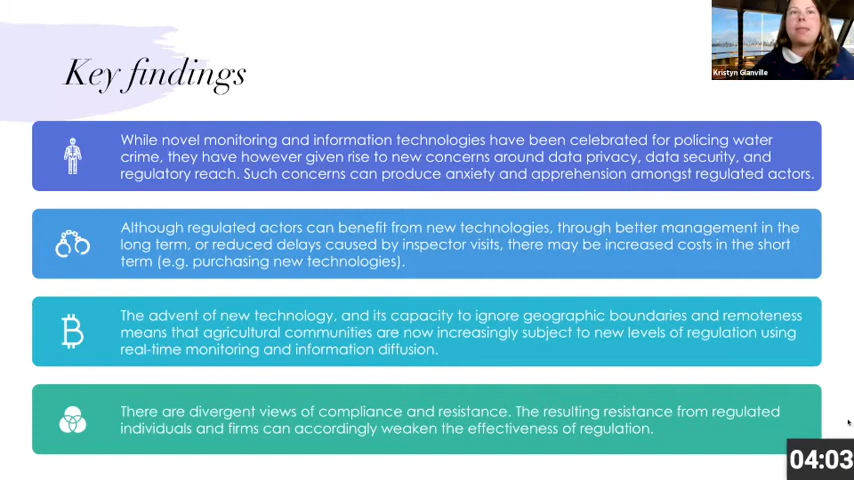 Kristyn Glanville
Key findings
While novel monitoring and information technologies have been celebrated for policing water
crime, they have however given rise to new concerns around data privacy, data security, and
regulatory reach. Such concerns can produce anxiety and apprehension amongst regulated actors.
Although regulated actors can benefit from new technologies, through better management in the
long term, or reduced delays caused by inspector visits, there may be increased costs in the short
term (e.g. purchasing new technologies).
The advent of new technology, and its capacity to ignore geographic boundaries and remoteness
means that agricultural communities are now increasingly subject to new levels of regulation using
real-time monitoring and information diffusion.
There are divergent views of compliance and resistance. The resulting resistance from regulated
individuals and firms can accordingly weaken the effectiveness of regulation.
04:03